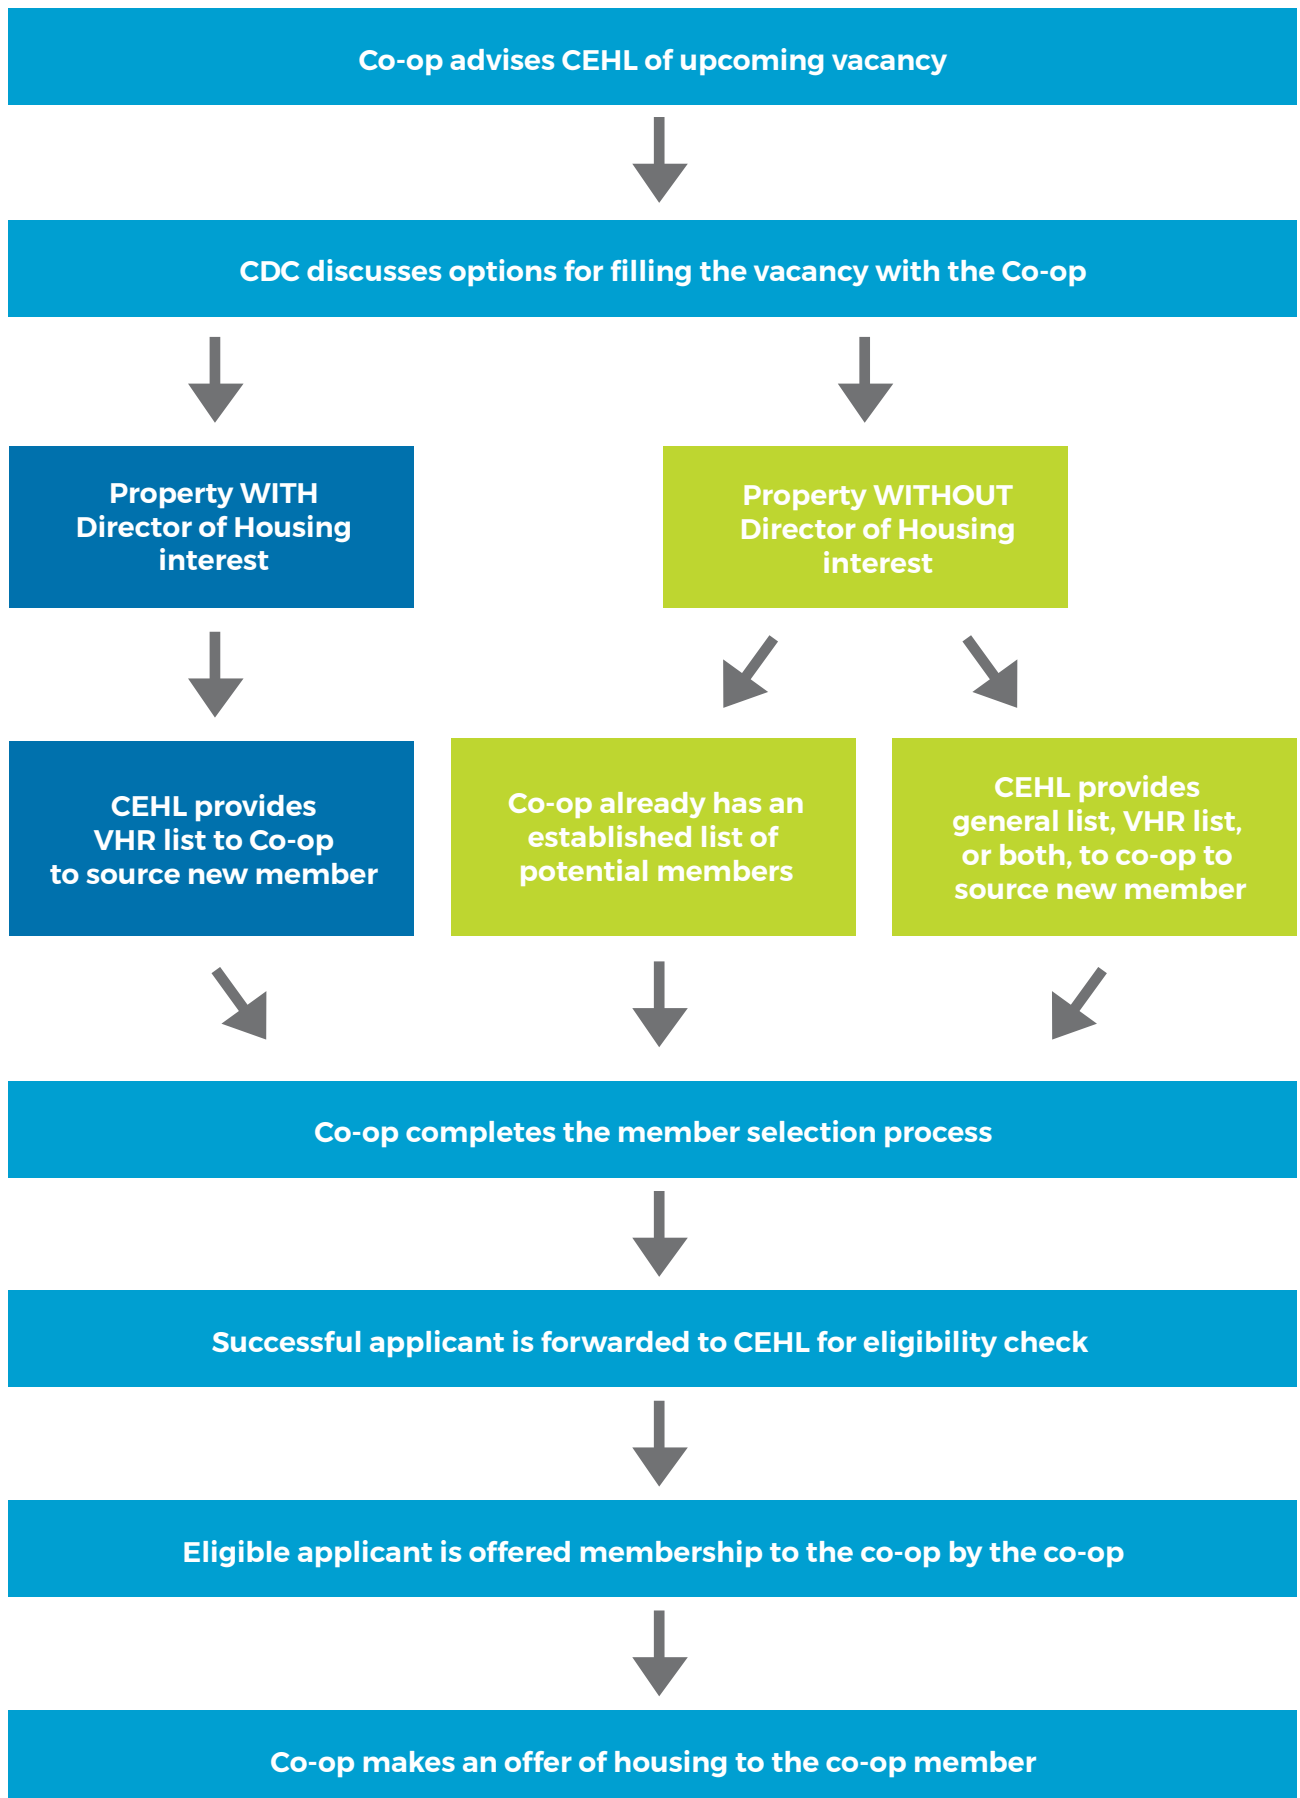 Co-op advises CEHL of upcoming vacancy
CDC discusses options for filling the vacancy with the Co-op
Property WITH
Director of Housing
interest
Property WITHOUT
Director of Housing
interest
CEHL provides
VHR list to Co-op
to source new member
Co-op already has an
established list of
potential members
CEHL provides
general list, VHR list,
or both, to co-op to
source new member
Co-op completes the member selection process
Successful applicant is forwarded to CEHL for eligibility check
Eligible applicant is offered membership to the co-op by the co-op
Co-op makes an offer of housing to the co-op member